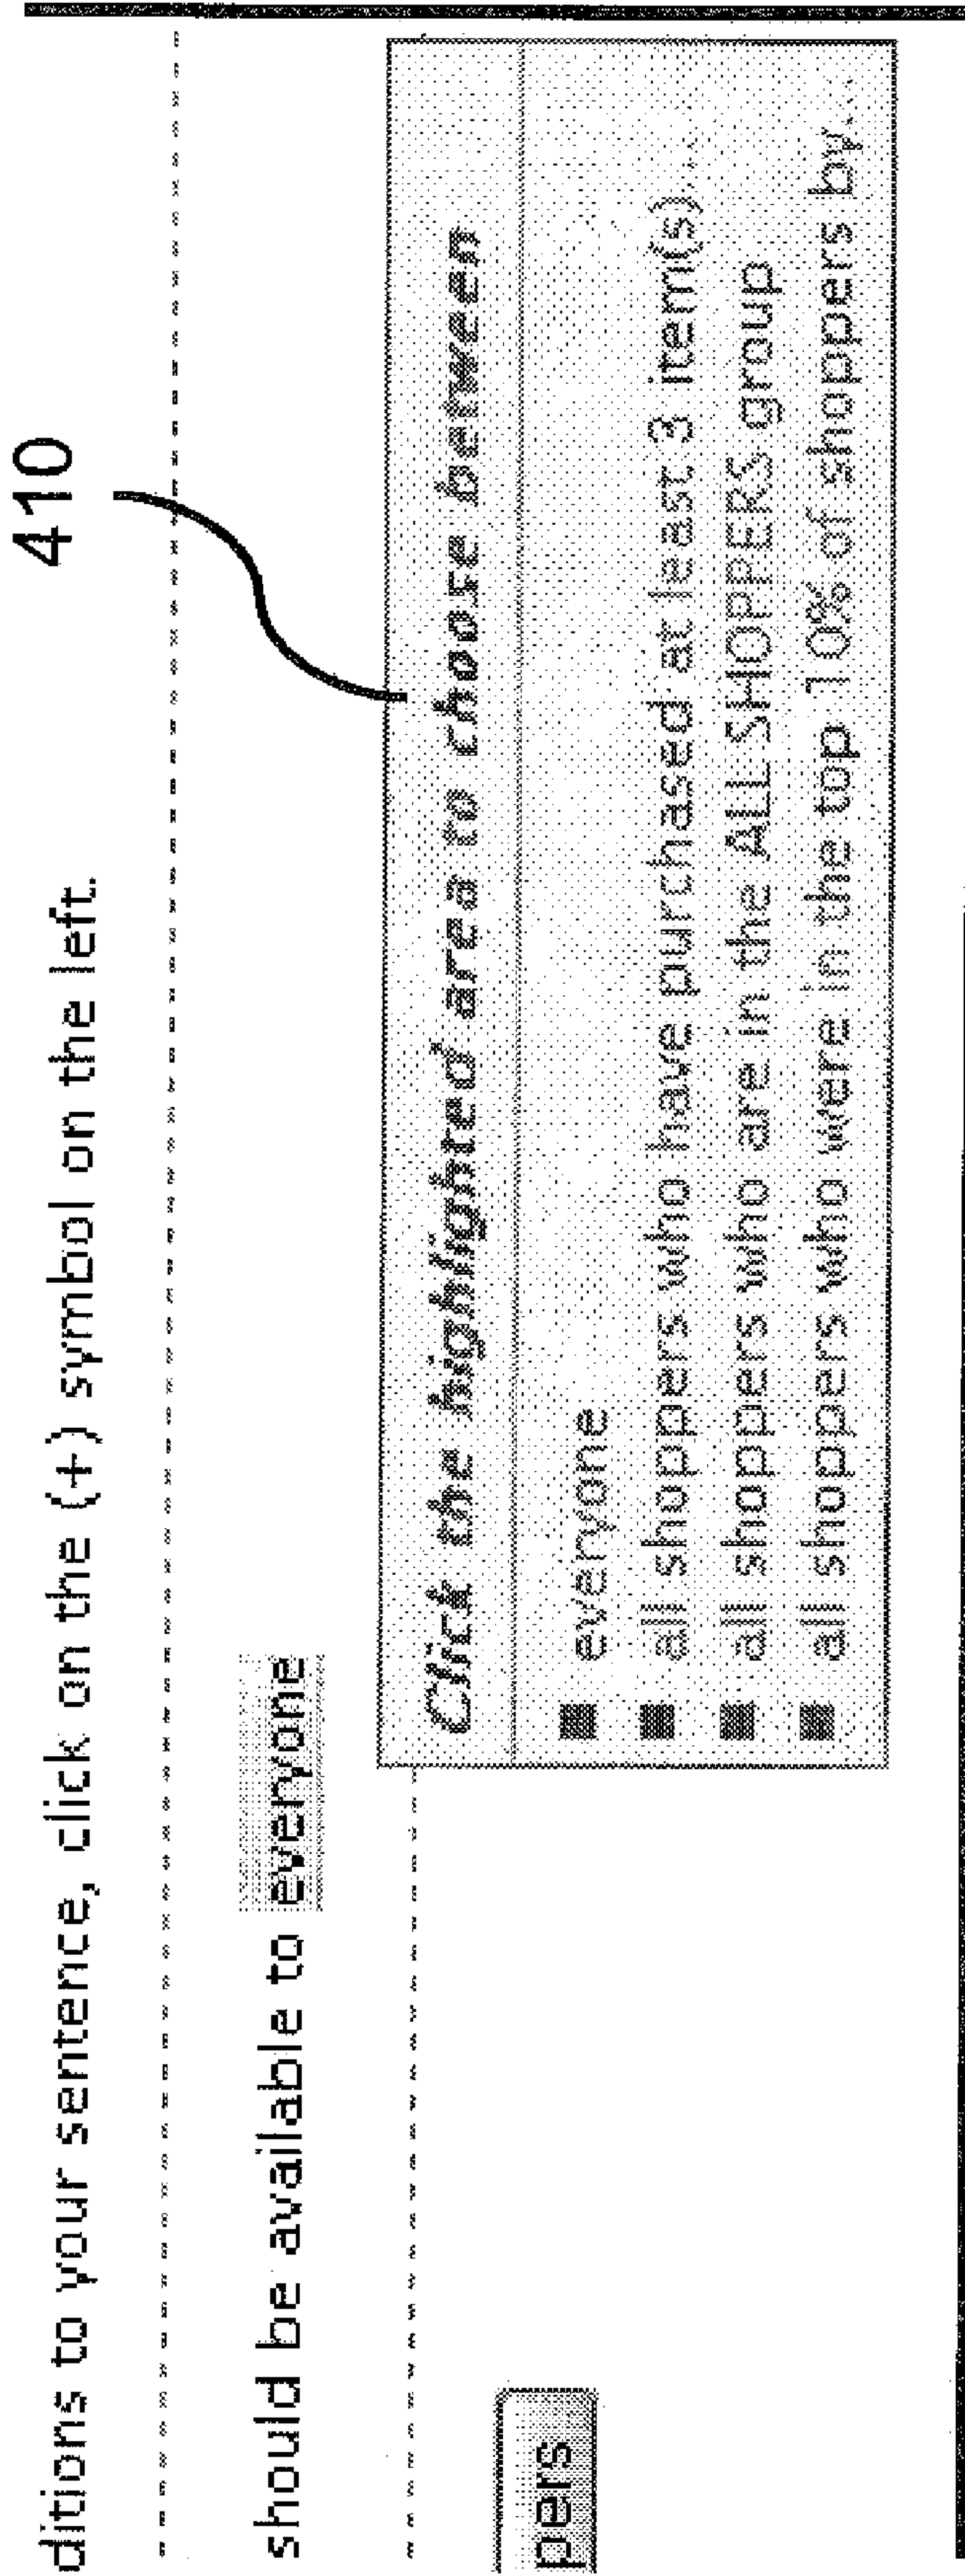 410
ditions to your sentence, click on the (+) symbol on the left.
should be available to everyone
Click the highlighted area to choose between
everyone
all shoppers who have purchased at least 3 item(s)...
all shoppers who are in the ALL SHOPPERS group
all shoppers who were in the top 10% of shoppers by...
pers